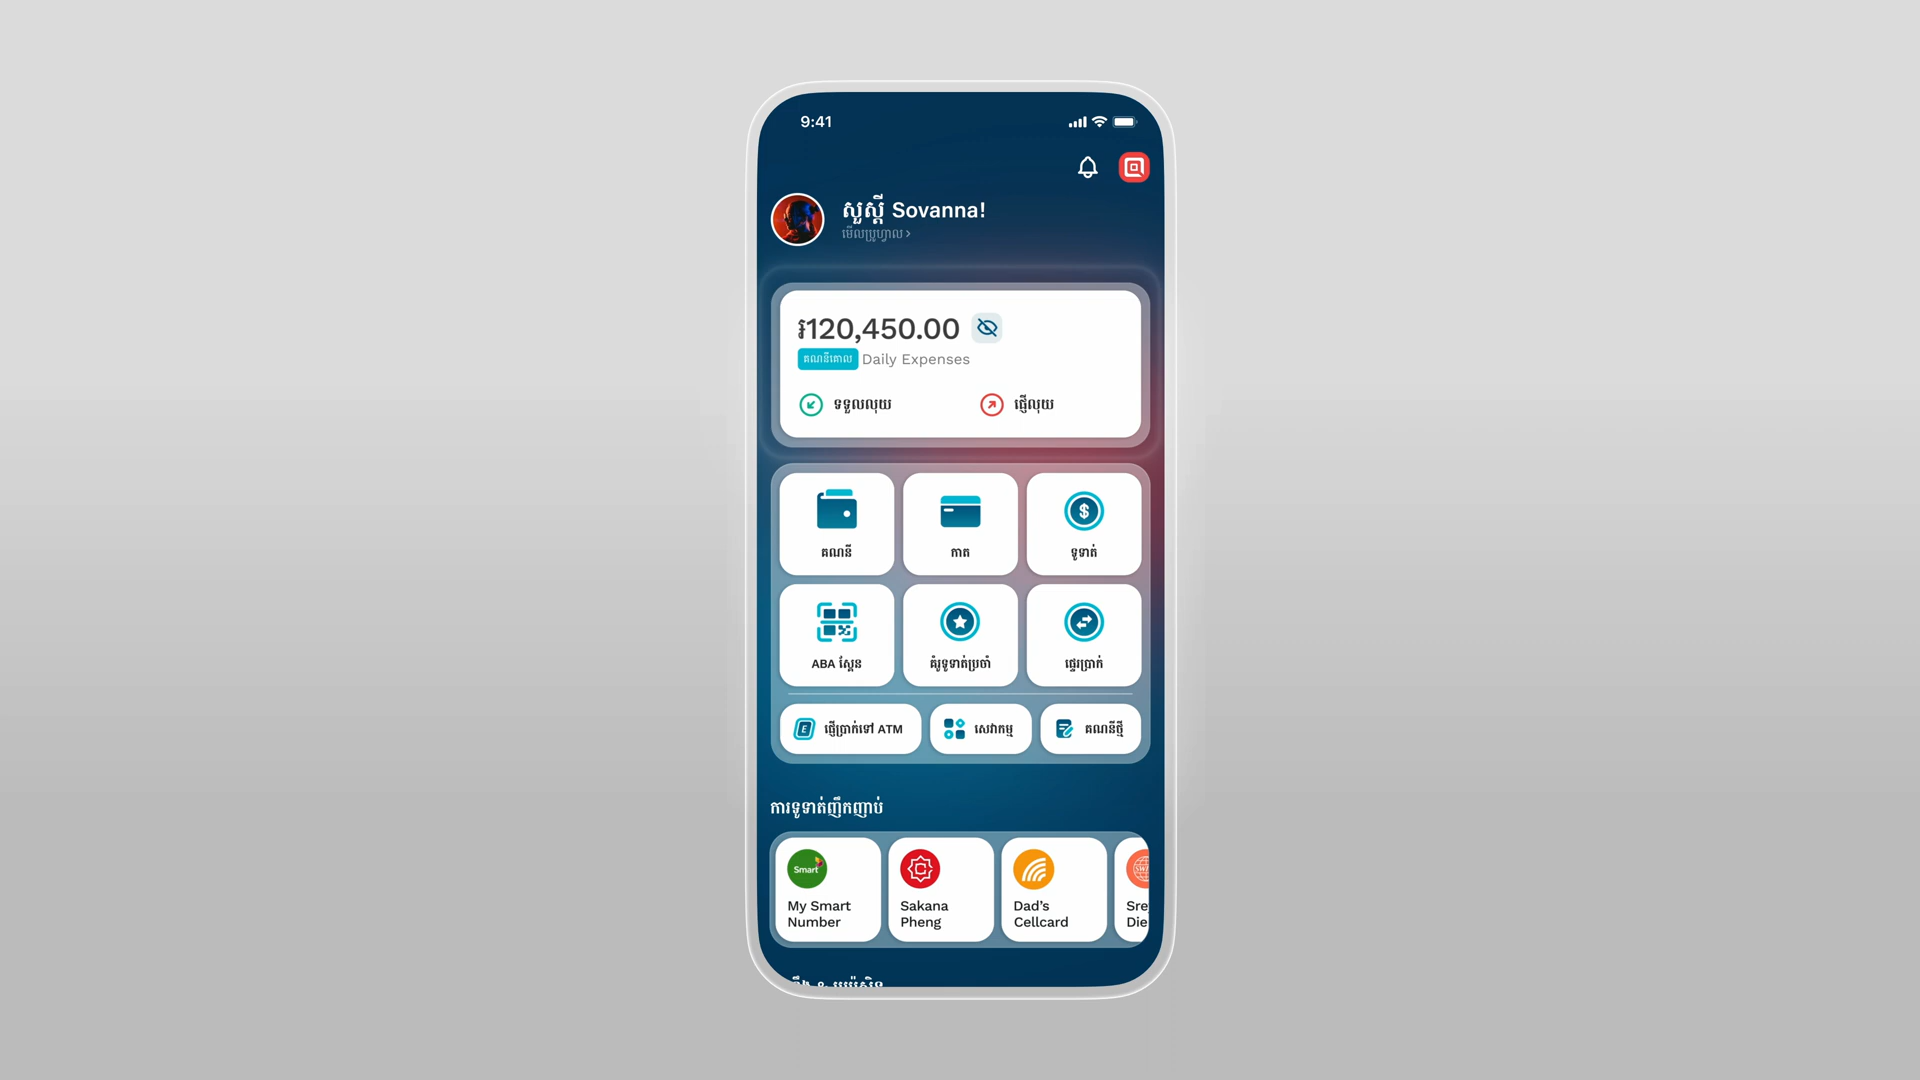 9:41
សួស្តី Sovanna!
មើលប្រូហ្វាល ›
៛120,450.00
គណនីគោល Daily Expenses
ទទួលលុយ
ផ្ញើលុយ
គណនី
កាត
ទូទាត់
ABA ស្កែន
គំរូទូទាត់ប្រចាំ
ផ្ទេរប្រាក់
ផ្ញើប្រាក់ទៅ ATM
សេវាកម្ម
គណនីថ្មី
ការទូទាត់ញឹកញាប់
Smart
My Smart
Number
Sakana
Pheng
Dad's
Cellcard
Sre
Die